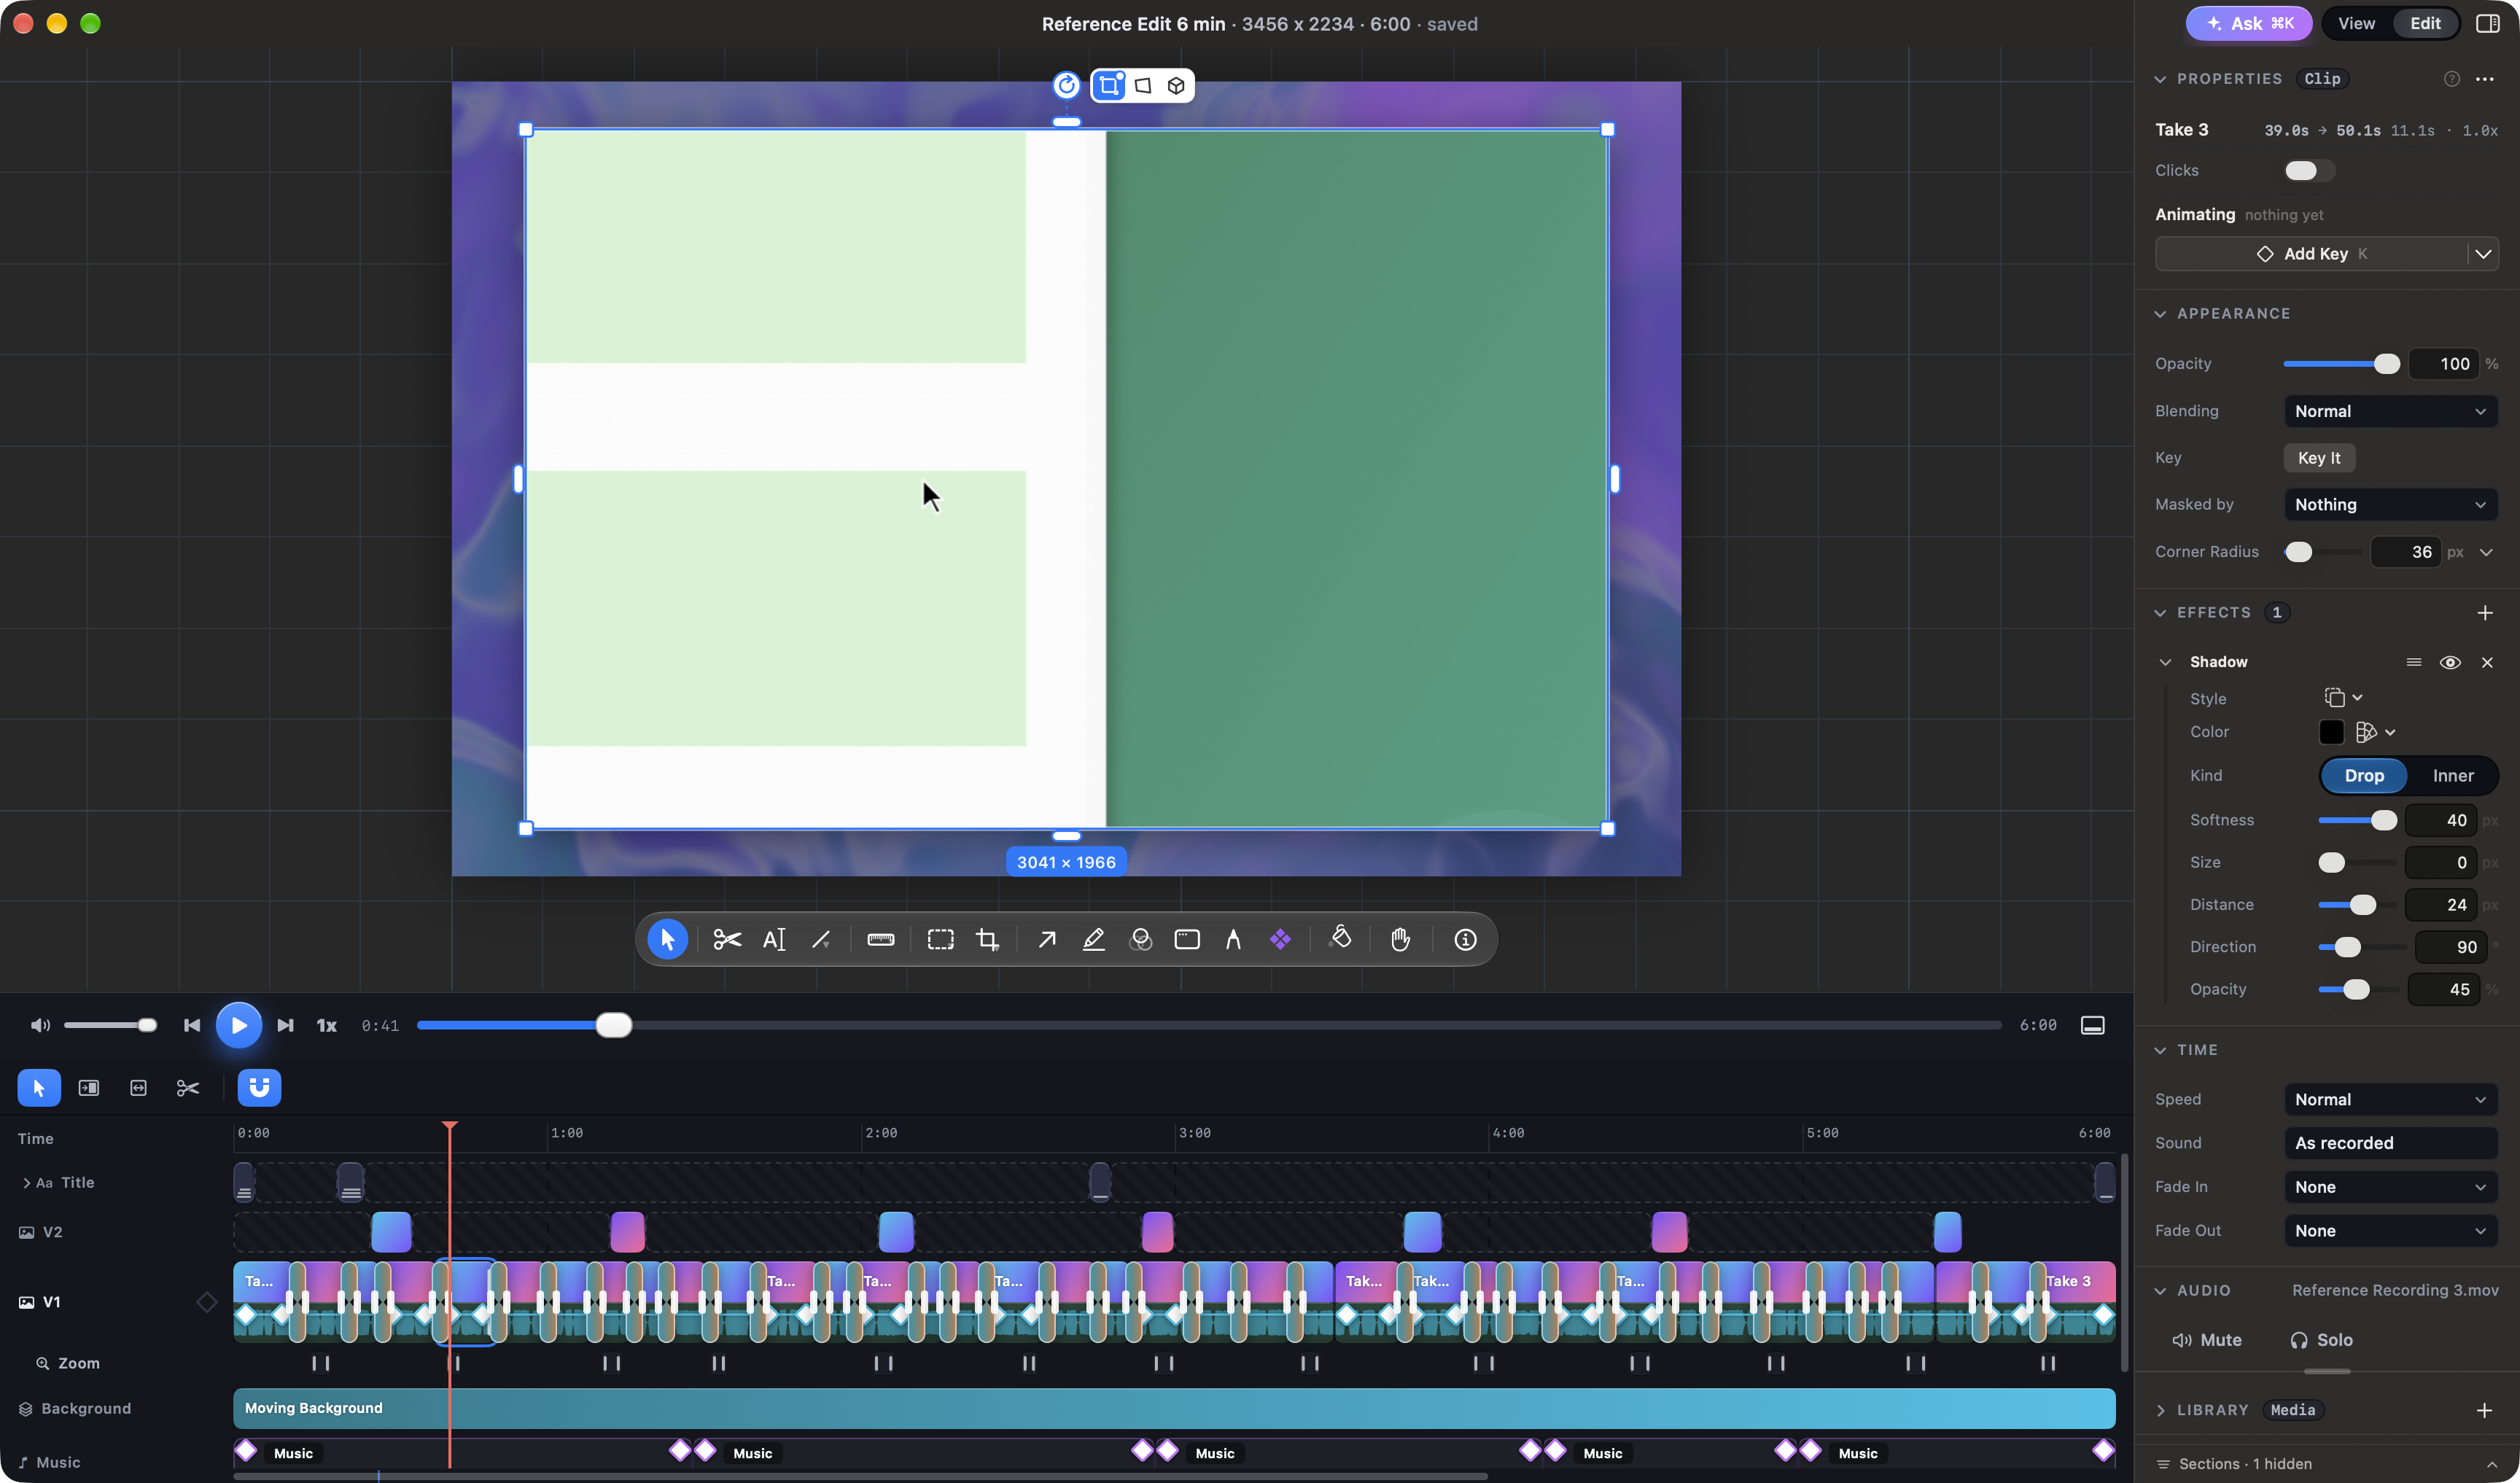 Reference Edit 6 min · 3456 x 2234 · 6:00 · saved
Ask ⌘K
View
Edit
PROPERTIES Clip
Take 3 39.0s → 50.1s 11.1s · 1.0x
Clicks
Animating nothing yet
Add Key K
APPEARANCE
Opacity 100 %
Blending Normal
Key Key It
Masked by Nothing
Corner Radius 36 px
EFFECTS 1
Shadow
Style
Color
Kind Drop Inner
Softness 40 px
Size 0 px
Distance 24 px
Direction 90 °
Opacity 45 %
TIME
Speed Normal
Sound As recorded
Fade In None
Fade Out None
AUDIO Reference Recording 3.mov
Mute Solo
LIBRARY Media
Sections · 1 hidden
3041 × 1966
AI
1x 0:41 6:00
Time 0:00 1:00 2:00 3:00 4:00 5:00 6:00
Aa Title
V2
V1 Ta... Ta... Ta... Ta... Tak... Tak... Ta... Take 3
Zoom
Background Moving Background
Music Music Music Music Music Music